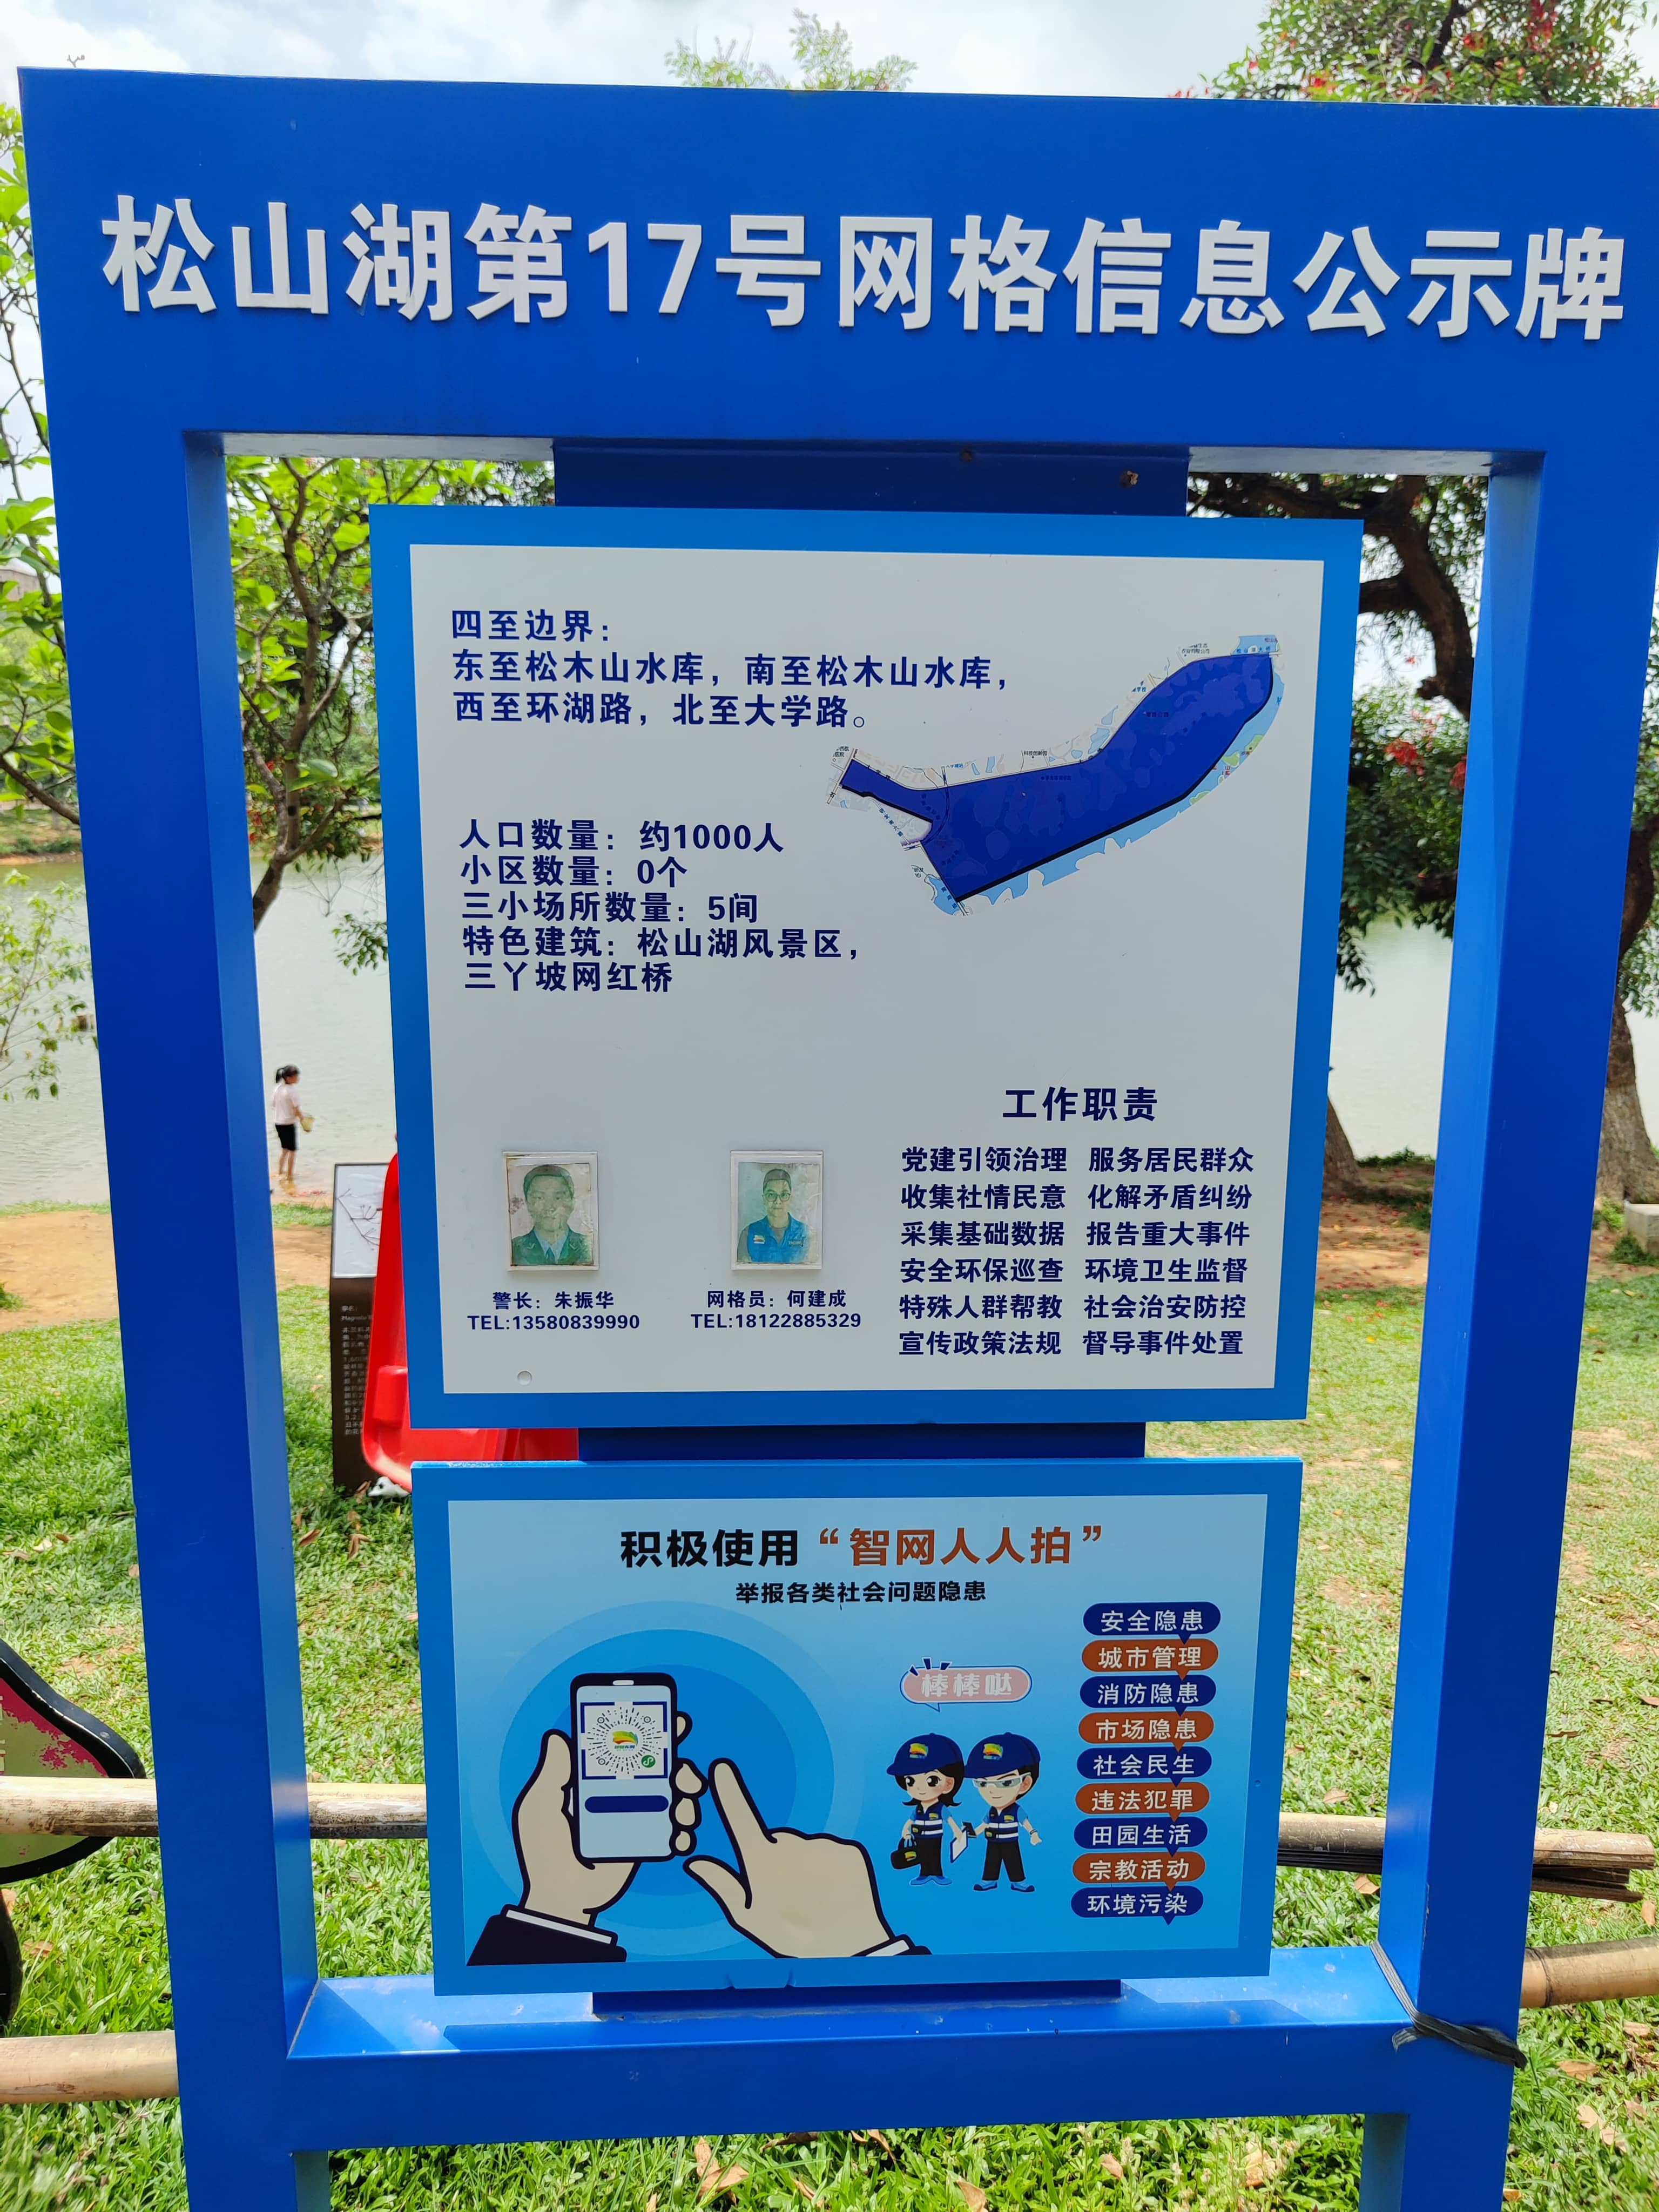 松山湖第17号网格信息公示牌
四至边界：
东至松木山水库，南至松木山水库，
西至环湖路，北至大学路。
人口数量：约1000人
小区数量：0个
三小场所数量：5间
特色建筑：松山湖风景区，
三丫坡网红桥
工作职责
党建引领治理 服务居民群众
收集社情民意 化解矛盾纠纷
采集基础数据 报告重大事件
安全环保巡查 环境卫生监督
特殊人群帮教 社会治安防控
宣传政策法规 督导事件处置
警长：朱振华
TEL:13580839990
网格员：何建成
TEL:18122885329
积极使用“智网人人拍”
举报各类社会问题隐患
棒棒哒
安全隐患
城市管理
消防隐患
市场隐患
社会民生
违法犯罪
田园生活
宗教活动
环境污染